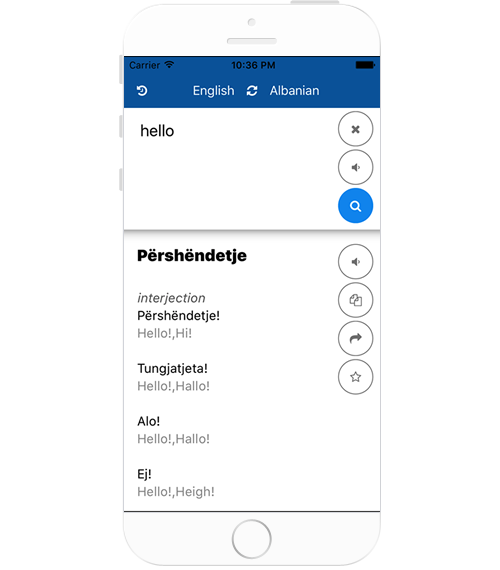 Carrier 10:36 PM
English Albanian
hello
Përshëndetje
interjection
Përshëndetje!
Hello!,Hi!
Tungjatjeta!
Hello!,Hallo!
Alo!
Hello!,Hallo!
Ej!
Hello!,Heigh!